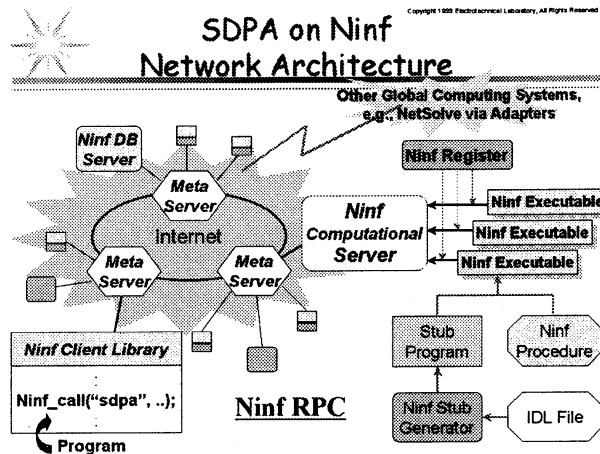 Copyright 1999 Electrotechnical Laboratory, All Rights Reserved
SDPA on Ninf
Network Architecture
Other Global Computing Systems,
e.g., NetSolve via Adapters
Ninf DB
Server
Ninf Register
Meta
Server
Internet
Ninf
Computational
Server
Ninf Executable
Ninf Executable
Ninf Executable
Meta
Server
Meta
Server
Stub
Program
Ninf
Procedure
Ninf Client Library
Ninf_call("sdpa", ..);
Ninf RPC
Ninf Stub
Generator
IDL File
Program